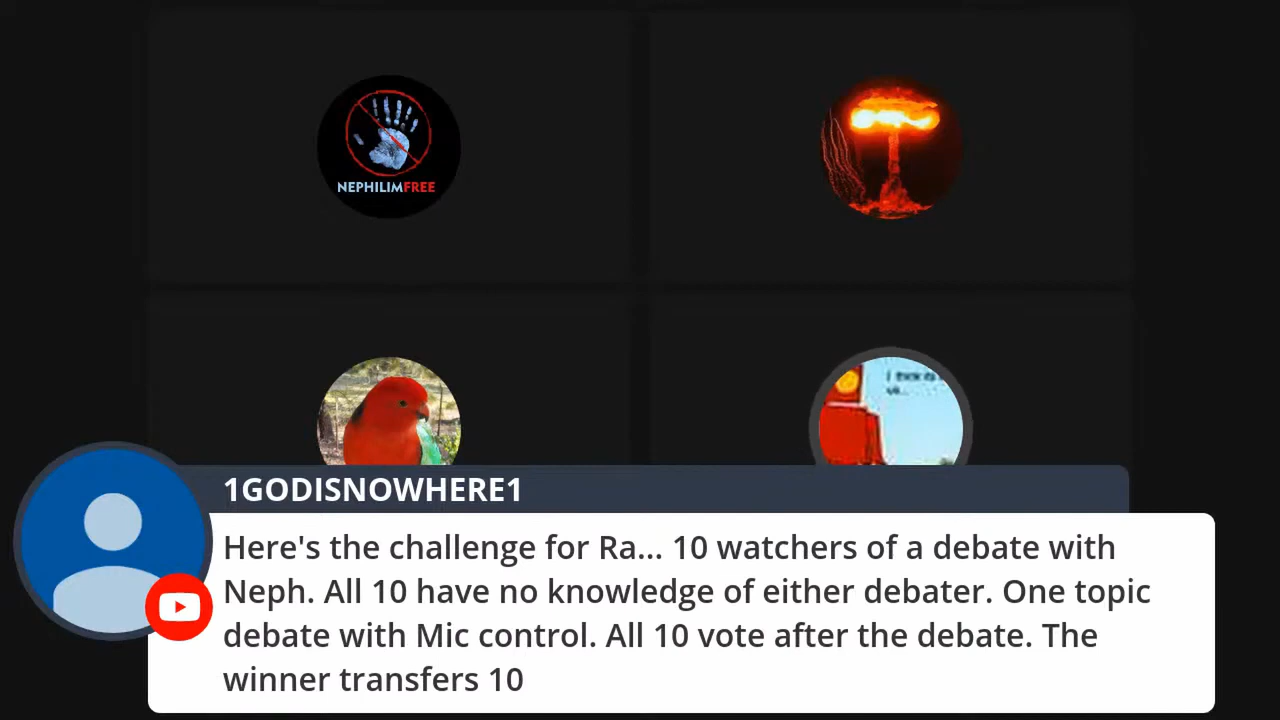 NEPHILIMFREE
I think
1GODISNOWHERE1
Here's the challenge for Ra... 10 watchers of a debate with
Neph. All 10 have no knowledge of either debater. One topic
debate with Mic control. All 10 vote after the debate. The
winner transfers 10